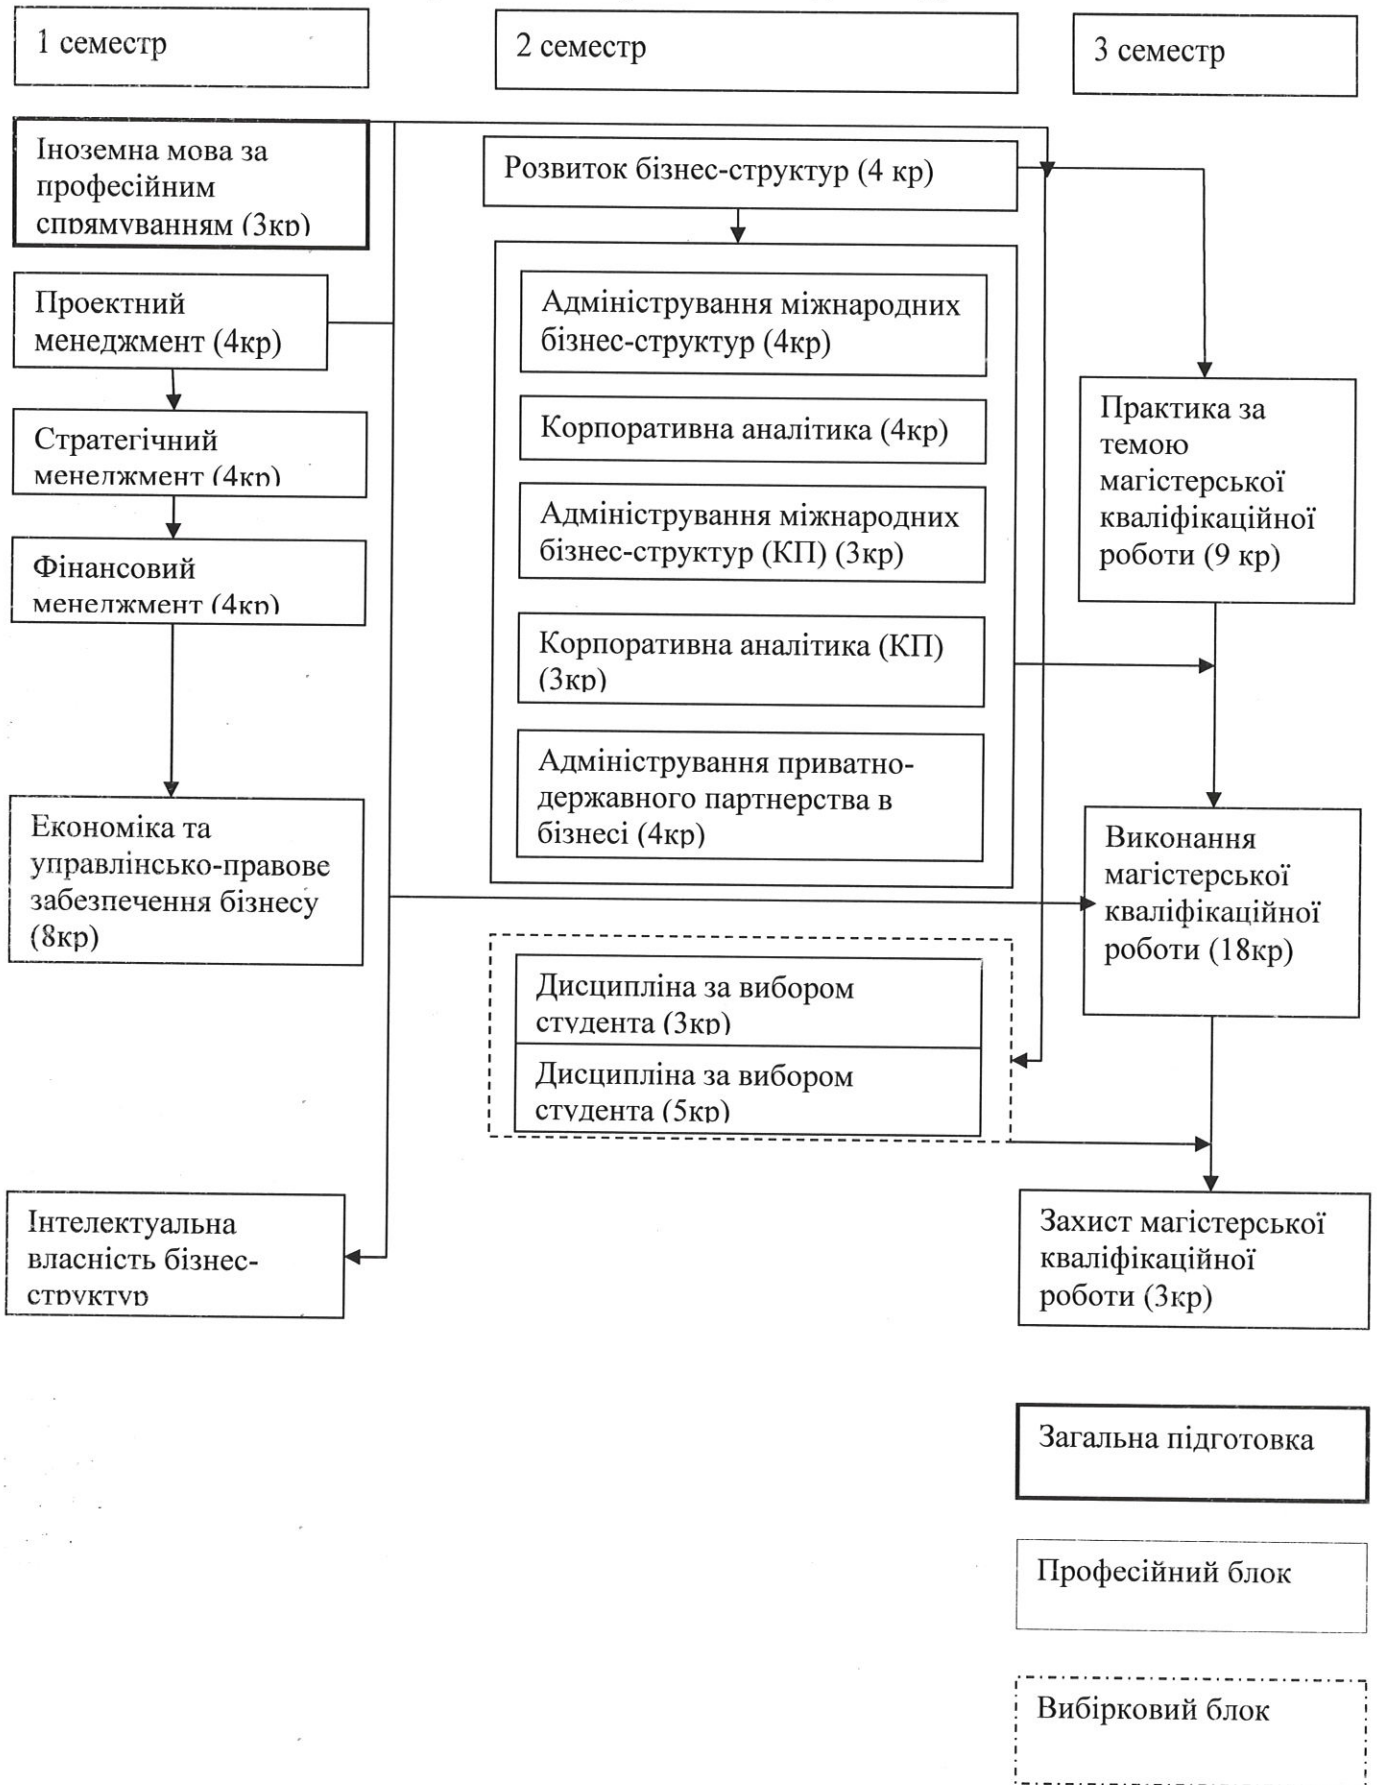 1 семестр
2 семестр
3 семестр
Іноземна мова за
професійним
спрямуванням (3кр)
Проектний
менеджмент (4кр)
Стратегічний
менеджмент (4кр)
Фінансовий
менеджмент (4кр)
Економіка та
управлінсько-правове
забезпечення бізнесу
(8кр)
Інтелектуальна
власність бізнес-
структур
Розвиток бізнес-структур (4 кр)
Адміністрування міжнародних
бізнес-структур (4кр)
Корпоративна аналітика (4кр)
Адміністрування міжнародних
бізнес-структур (КП) (3кр)
Корпоративна аналітика (КП)
(3кр)
Адміністрування приватно-
державного партнерства в
бізнесі (4кр)
Дисципліна за вибором
студента (3кр)
Дисципліна за вибором
студента (5кр)
Практика за
темою
магістерської
кваліфікаційної
роботи (9 кр)
Виконання
магістерської
кваліфікаційної
роботи (18кр)
Захист магістерської
кваліфікаційної
роботи (3кр)
Загальна підготовка
Професійний блок
Вибірковий блок